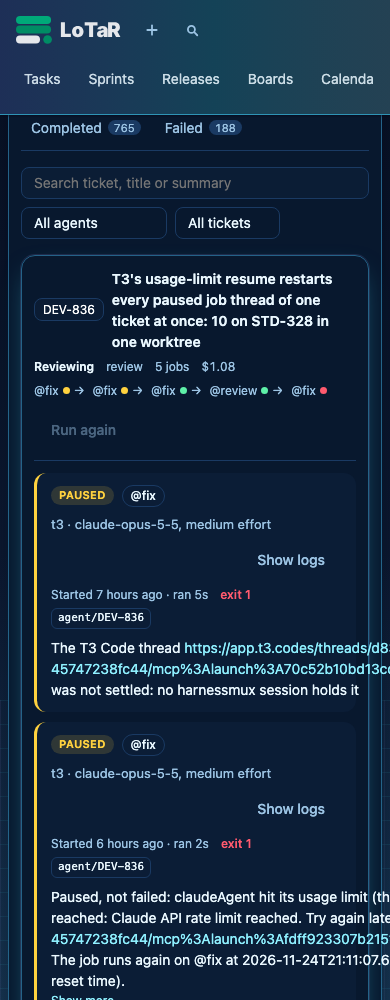 LoTaR
Tasks Sprints Releases Boards Calenda
Completed 765 Failed 188
Search ticket, title or summary
All agents All tickets
DEV-836
T3's usage-limit resume restarts
every paused job thread of one
ticket at once: 10 on STD-328 in
one worktree
Reviewing review 5 jobs $1.08
@fix → @fix → @fix → @review → @fix
Run again
PAUSED @fix
t3 · claude-opus-5-5, medium effort
Show logs
Started 7 hours ago · ran 5s exit 1
agent/DEV-836
The T3 Code thread https://app.t3.codes/threads/d8
45747238fc44/mcp%3Alaunch%3A70c52b10bd13c
was not settled: no harnessmux session holds it
PAUSED @fix
t3 · claude-opus-5-5, medium effort
Show logs
Started 6 hours ago · ran 2s exit 1
agent/DEV-836
Paused, not failed: claudeAgent hit its usage limit (th
reached: Claude API rate limit reached. Try again late
45747238fc44/mcp%3Alaunch%3Afdff923307b215
The job runs again on @fix at 2026-11-24T21:11:07.6
reset time).
Show more